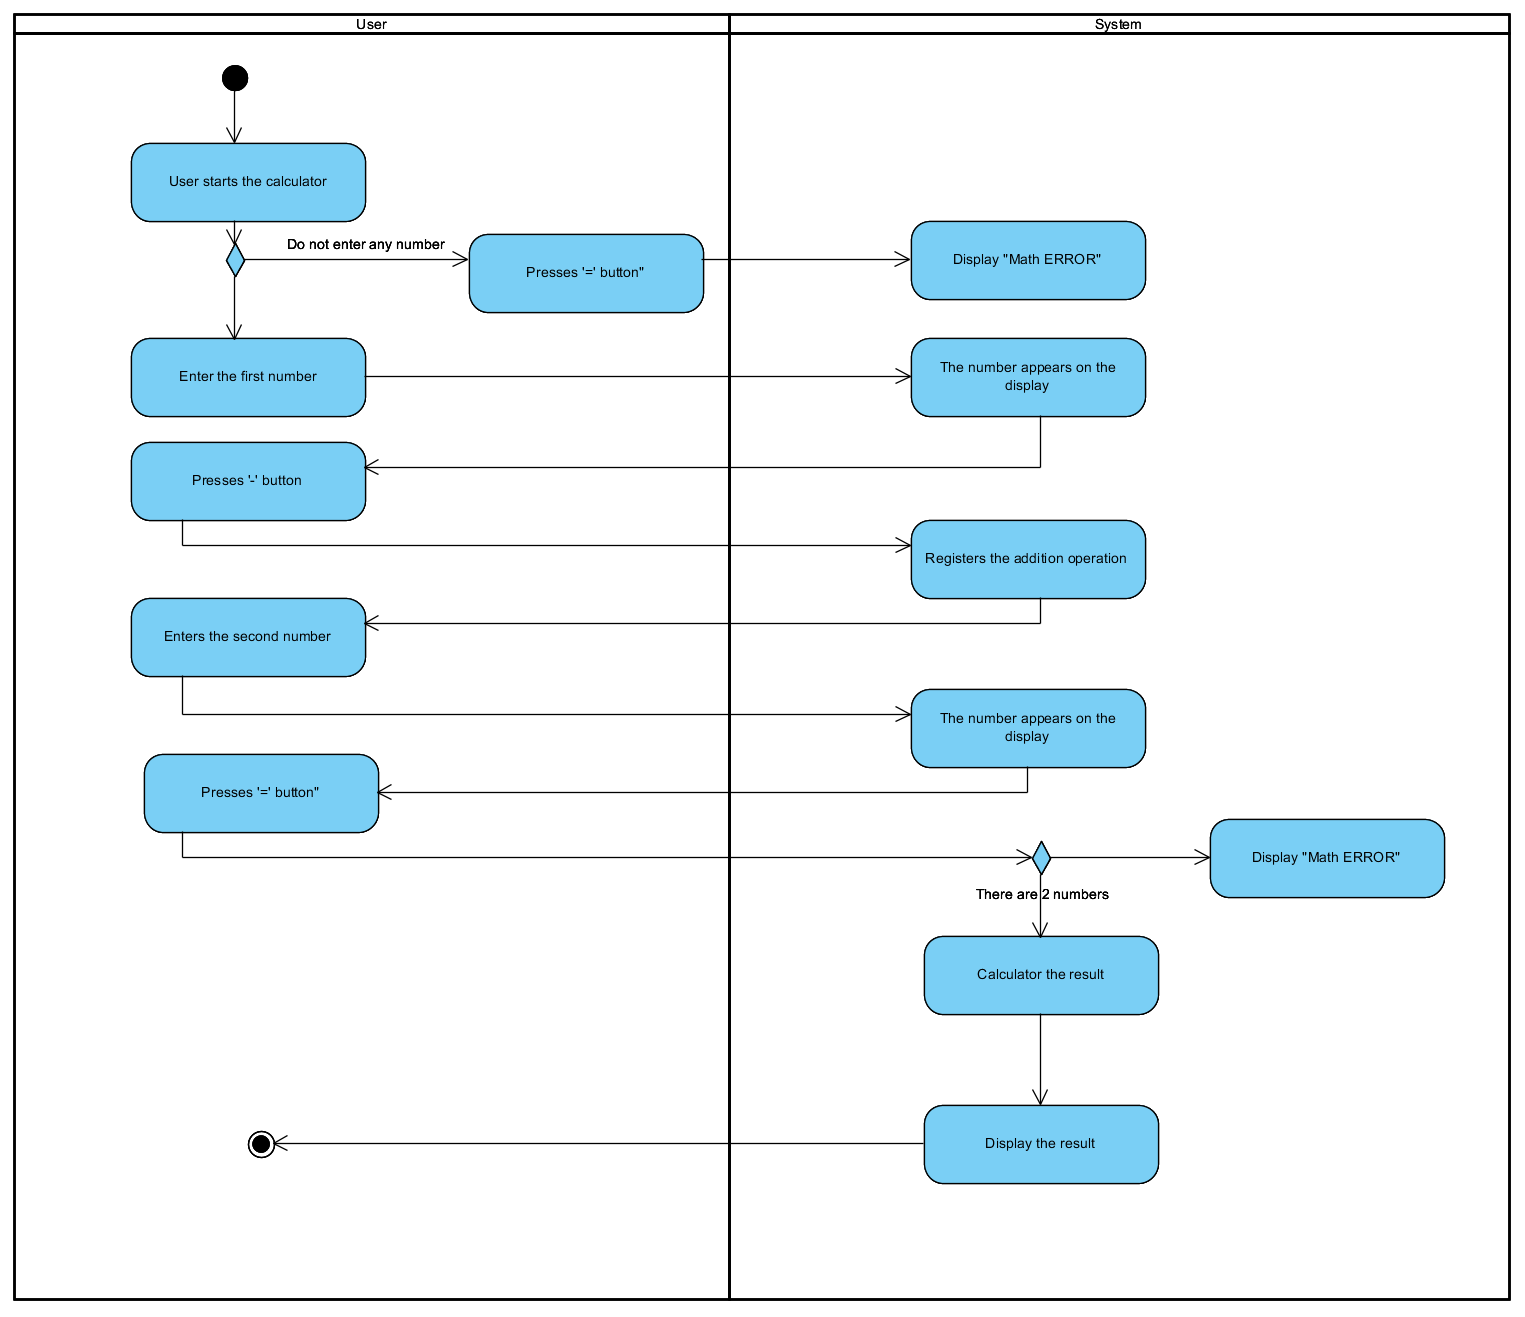 User
System
User starts the calculator
Do not enter any number
Presses '=' button"
Display "Math ERROR"
Enter the first number
The number appears on the
display
Presses '-' button
Registers the addition operation
Enters the second number
The number appears on the
display
Presses '=' button"
Display "Math ERROR"
There are 2 numbers
Calculator the result
Display the result